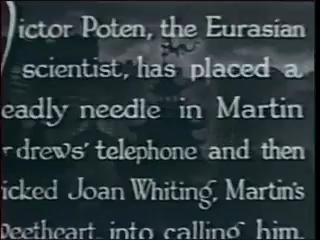 Victor Poten, the Eurasian
scientist, has placed a
eadly needle in Martin
drews' telephone and then
icked Joan Whiting, Martin's
weetheart, into calling him.